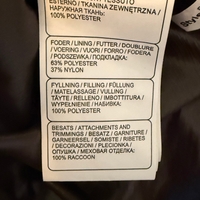 ESTERNO / TKANINA ZEWNĘTRZNA /
НАРУЖНАЯ ТКАНЬ:
100% POLYESTER
FODER / LINING / FUTTER / DOUBLURE
/ VOERING / VUORI / FORRO / FODERA
/ PODSZEWKA / ПОДКЛАДКА:
63% POLYESTER
37% NYLON
FYLLNING / FILLING / FÜLLUNG
/ MATELASSAGE / VULLING /
TÄYTE / RELLENO / IMBOTTITURA /
WYPEŁNIENIE / НАБИВКА:
100% POLYESTER
BESATS / ATTACHMENTS AND
TRIMMINGS / BESATZ / GARNITURE /
GARNEERSEL / SOMISTE / RIBETES
/ DECORAZIONI / PLECIONKA /
ОПУШКА / МЕХОВАЯ ОТДЕЛКА:
100% RACCOON